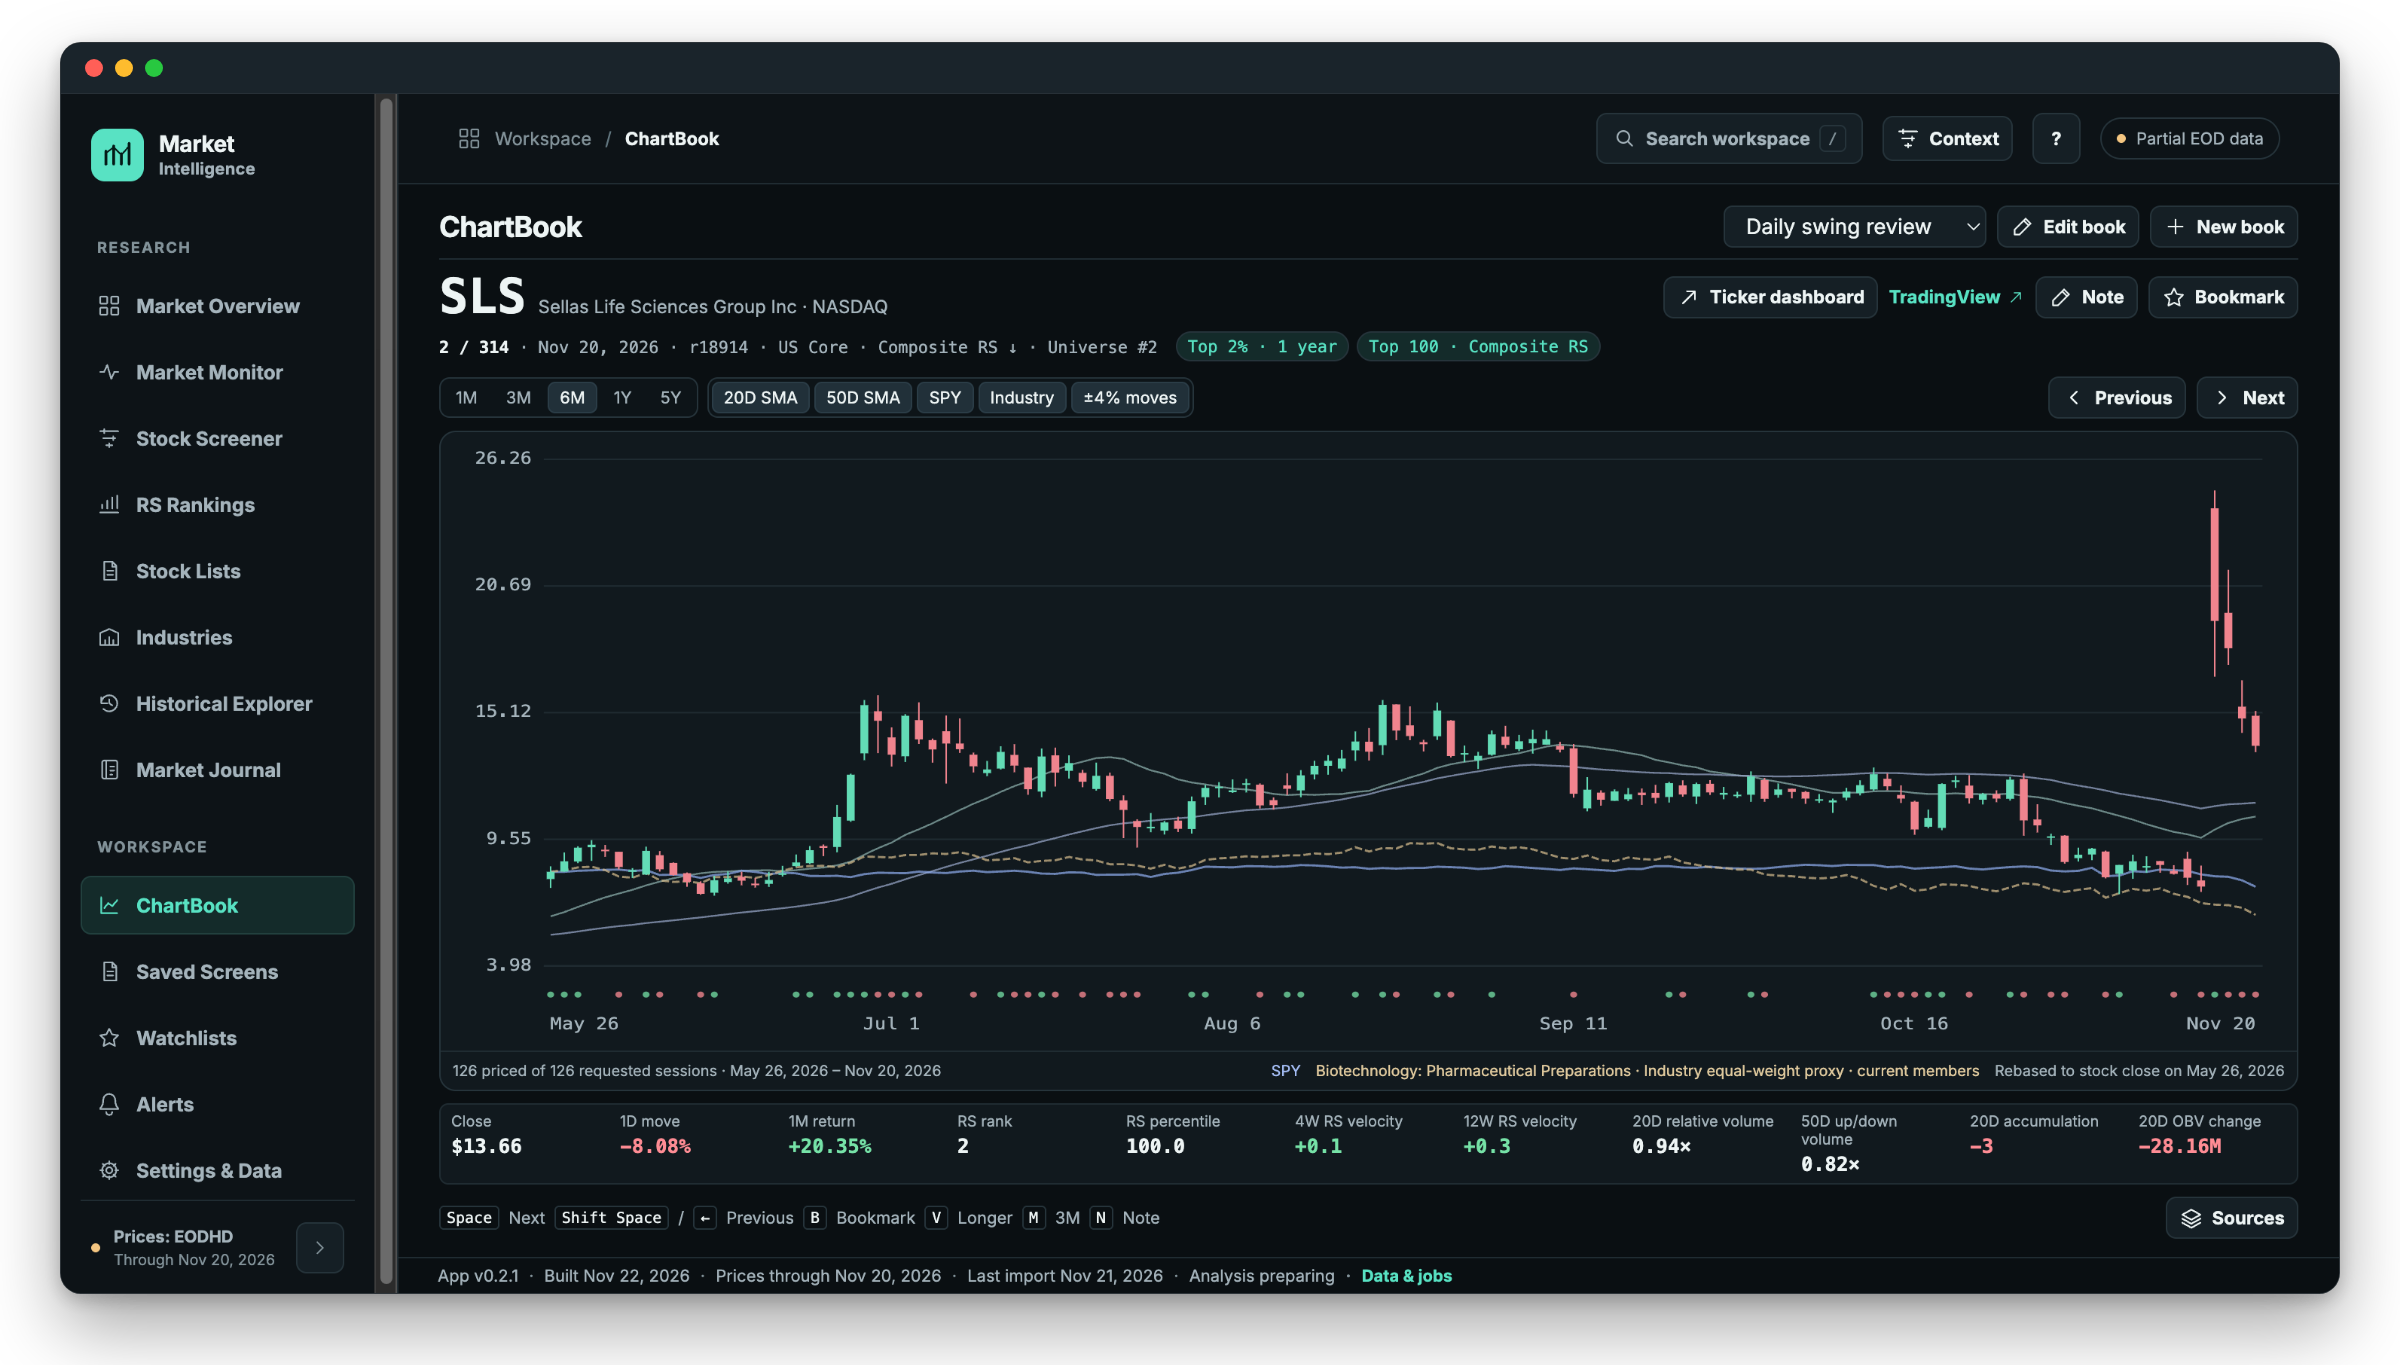 Market
Intelligence
RESEARCH
Market Overview
Market Monitor
Stock Screener
RS Rankings
Stock Lists
Industries
Historical Explorer
Market Journal
WORKSPACE
ChartBook
Saved Screens
Watchlists
Alerts
Settings & Data
Prices: EODHD
Through Nov 20, 2026
Workspace / ChartBook
Search workspace /
Context
?
Partial EOD data
ChartBook
Daily swing review
Edit book
New book
SLS Sellas Life Sciences Group Inc · NASDAQ
Ticker dashboard
TradingView ↗
Note
Bookmark
2 / 314 · Nov 20, 2026 · r18914 · US Core · Composite RS ↓ · Universe #2
Top 2% · 1 year
Top 100 · Composite RS
1M 3M 6M 1Y 5Y
20D SMA 50D SMA SPY Industry ±4% moves
Previous
Next
26.26
20.69
15.12
9.55
3.98
May 26 Jul 1 Aug 6 Sep 11 Oct 16 Nov 20
126 priced of 126 requested sessions · May 26, 2026 – Nov 20, 2026
SPY Biotechnology: Pharmaceutical Preparations · Industry equal-weight proxy · current members Rebased to stock close on May 26, 2026
Close
$13.66
1D move
−8.08%
1M return
+20.35%
RS rank
2
RS percentile
100.0
4W RS velocity
+0.1
12W RS velocity
+0.3
20D relative volume
0.94×
50D up/down
volume
0.82×
20D accumulation
−3
20D OBV change
−28.16M
Space Next Shift Space / ← Previous B Bookmark V Longer M 3M N Note
Sources
App v0.2.1 · Built Nov 22, 2026 · Prices through Nov 20, 2026 · Last import Nov 21, 2026 · Analysis preparing · Data & jobs